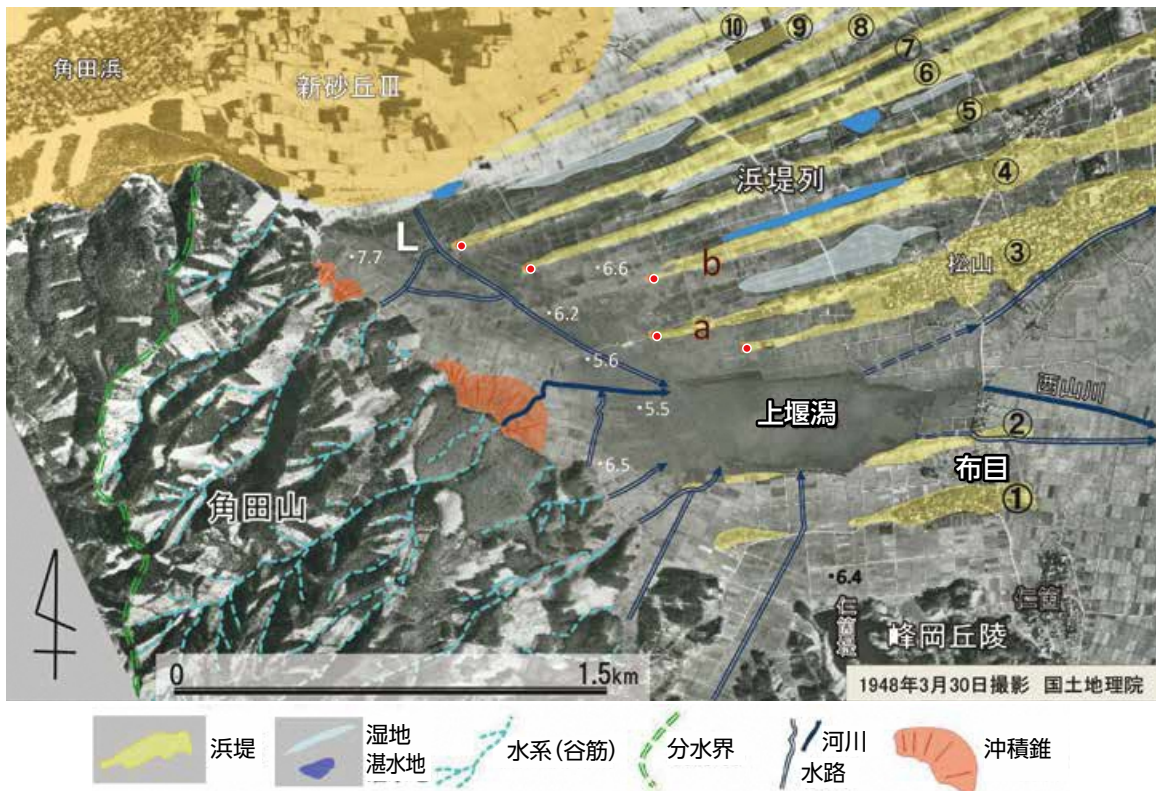 角田浜
新砂丘Ⅲ
⑩
⑨
⑧
⑦
⑥
⑤
浜堤列
④
L
7.7
6.6
b
松山
③
6.2
a
5.6
5.5
上堰潟
西山川
②
布目
6.5
①
角田山
6.4
仁箇堤
仁箇
峰岡丘陵
0
1.5km
1948年3月30日撮影 国土地理院
浜堤
湿地
湛水地
水系(谷筋)
分水界
河川
水路
沖積錐